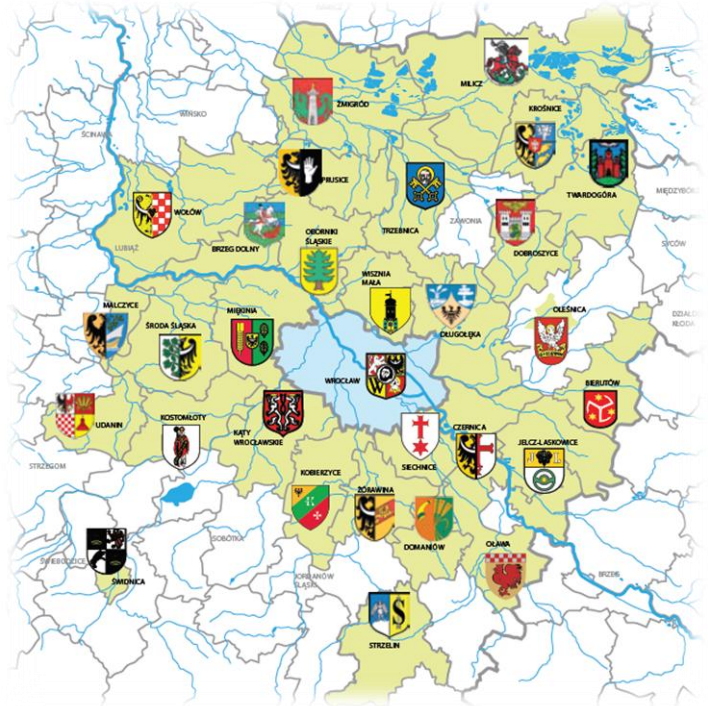 MILICZ
ŻMIGRÓD
KROŚNICE
WIŃSKO
ŚCINAWA
PRUSICE
TWARDOGÓRA
WOŁÓW
TRZEBNICA
ZAWONIA
LUBIĄŻ
BRZEG DOLNY
OBORNIKI
ŚLĄSKIE
DOBROSZYCE
SYCÓW
WISZNIA
MAŁA
MALCZYCE
MIĘKINIA
OLEŚNICA
ŚRODA ŚLĄSKA
DŁUGOŁĘKA
WROCŁAW
W
BIERUTÓW
UDANIN
KOSTOMŁOTY
KĄTY
WROCŁAWSKIE
CZERNICA
JELCZ-LASKOWICE
SIECHNICE
STRZEGOM
KOBIERZYCE
ŻÓRAWINA
SOBÓTKA
DOMANIÓW
OŁAWA
ŚWIDNICA
JORDANÓW
ŚLĄSKI
S
STRZELIN